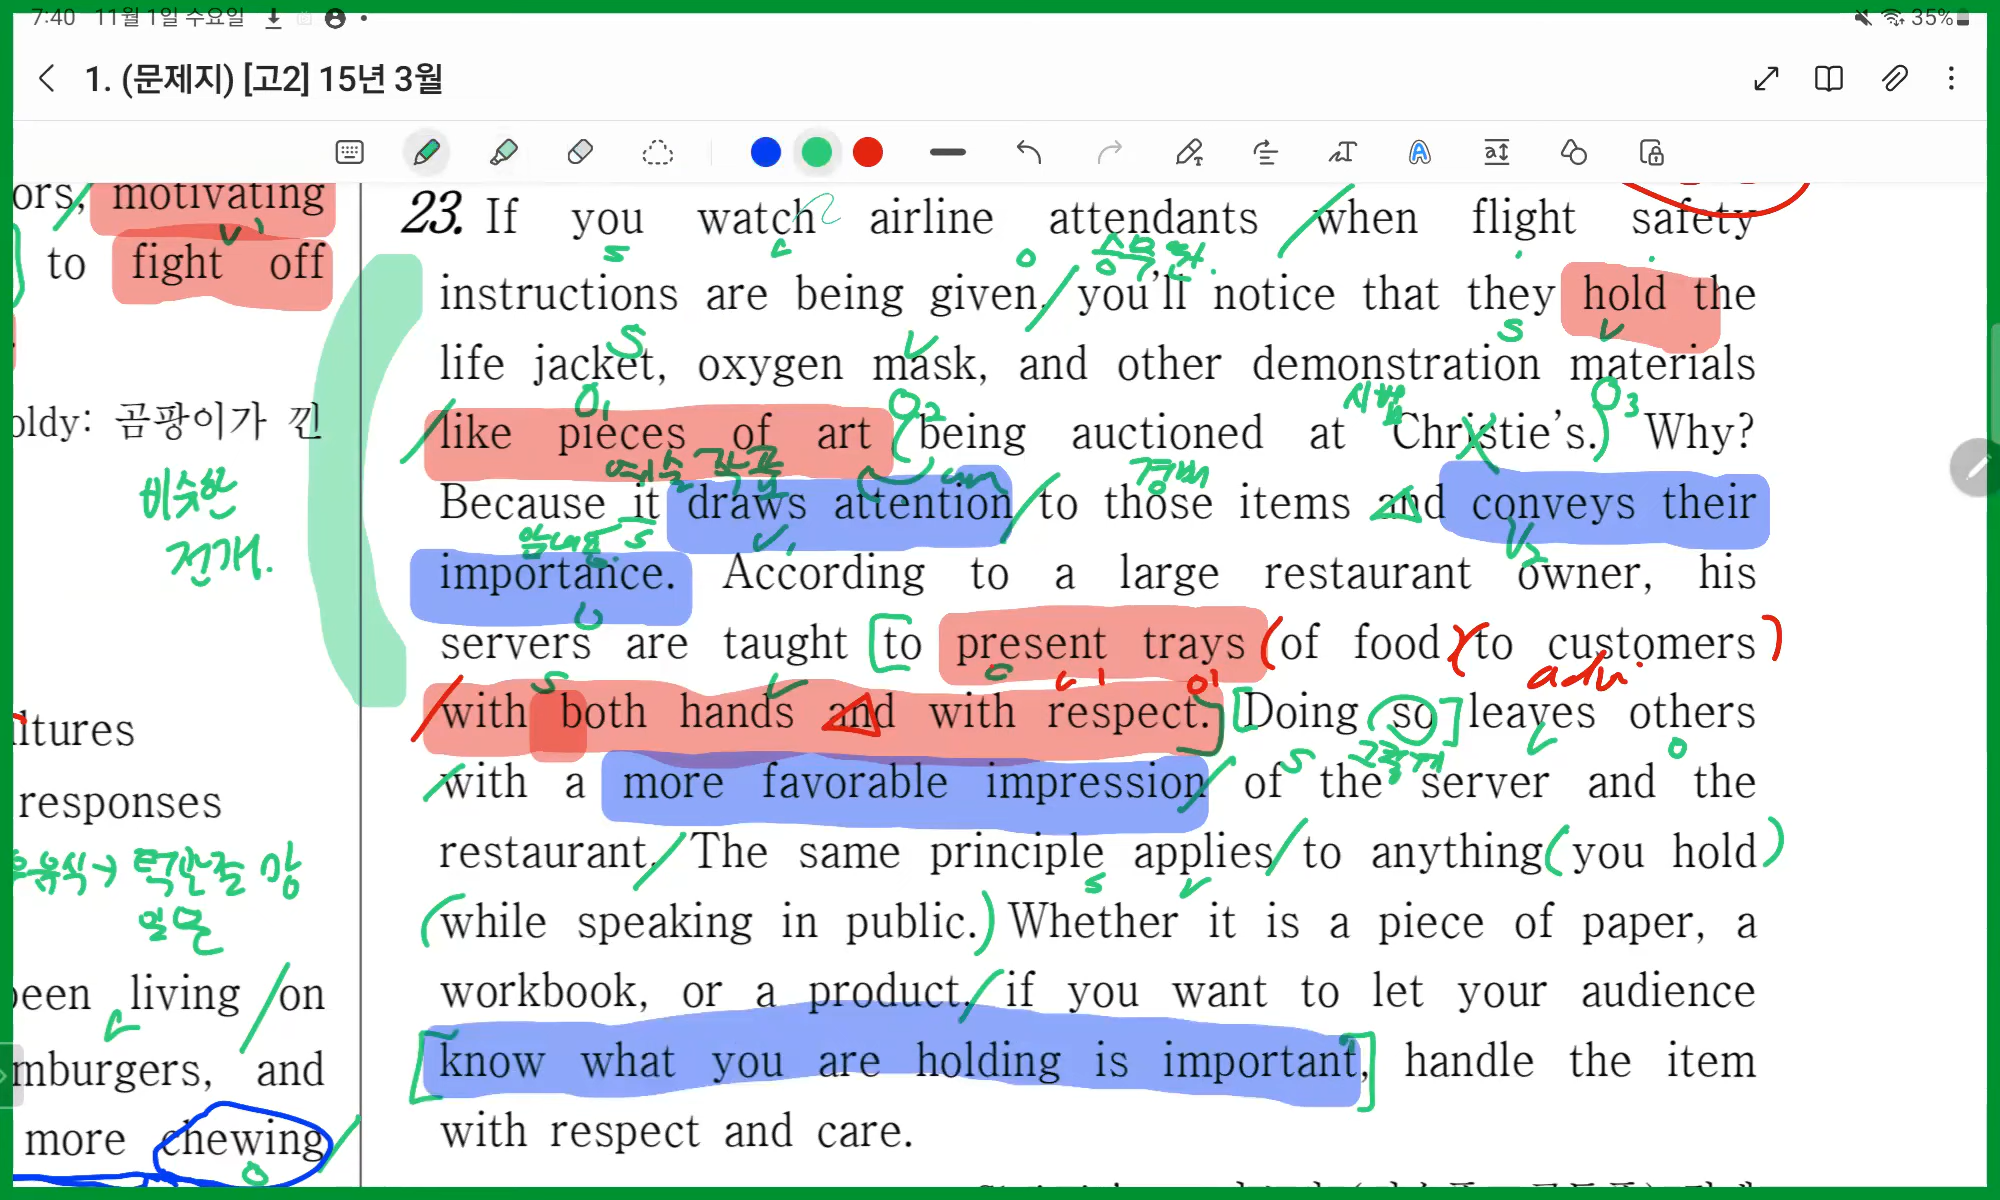 7:40 11월 1일 수요일
35%
1. (문제지) [고2] 15년 3월
ors, motivating
to fight off
oldy: 곰팡이가 낀
비슷한
전개.
ltures
responses
been living on
mburgers, and
more chewing
23. If you watch airline attendants when flight safety
승무원
instructions are being given, you'll notice that they hold the
life jacket, oxygen mask, and other demonstration materials
시범
like pieces of art being auctioned at Christie's. Why?
예술 작품
경매
Because it draws attention to those items and conveys their
앞내용
importance. According to a large restaurant owner, his
servers are taught to present trays of food to customers
adv.
with both hands and with respect. Doing so leaves others
그렇게
with a more favorable impression of the server and the
restaurant. The same principle applies to anything you hold
while speaking in public. Whether it is a piece of paper, a
workbook, or a product, if you want to let your audience
know what you are holding is important, handle the item
with respect and care.